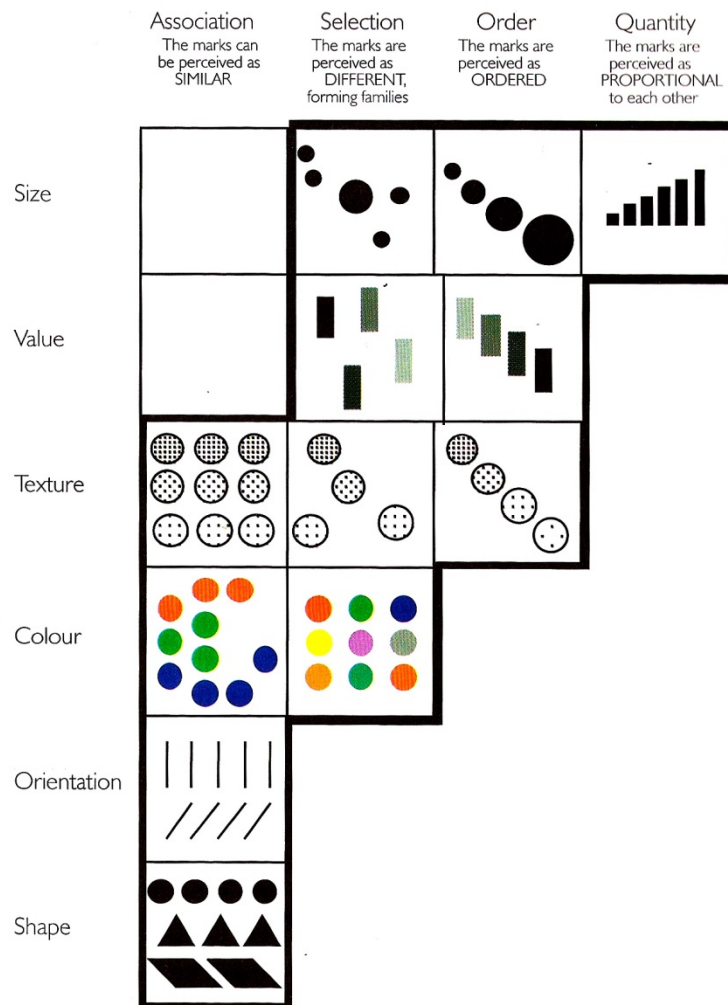 Association
The marks can
be perceived as
SIMILAR
Selection
The marks are
perceived as
DIFFERENT,
forming families
Order
The marks are
perceived as
ORDERED
Quantity
The marks are
perceived as
PROPORTIONAL
to each other
Size
Value
Texture
Colour
Orientation
Shape